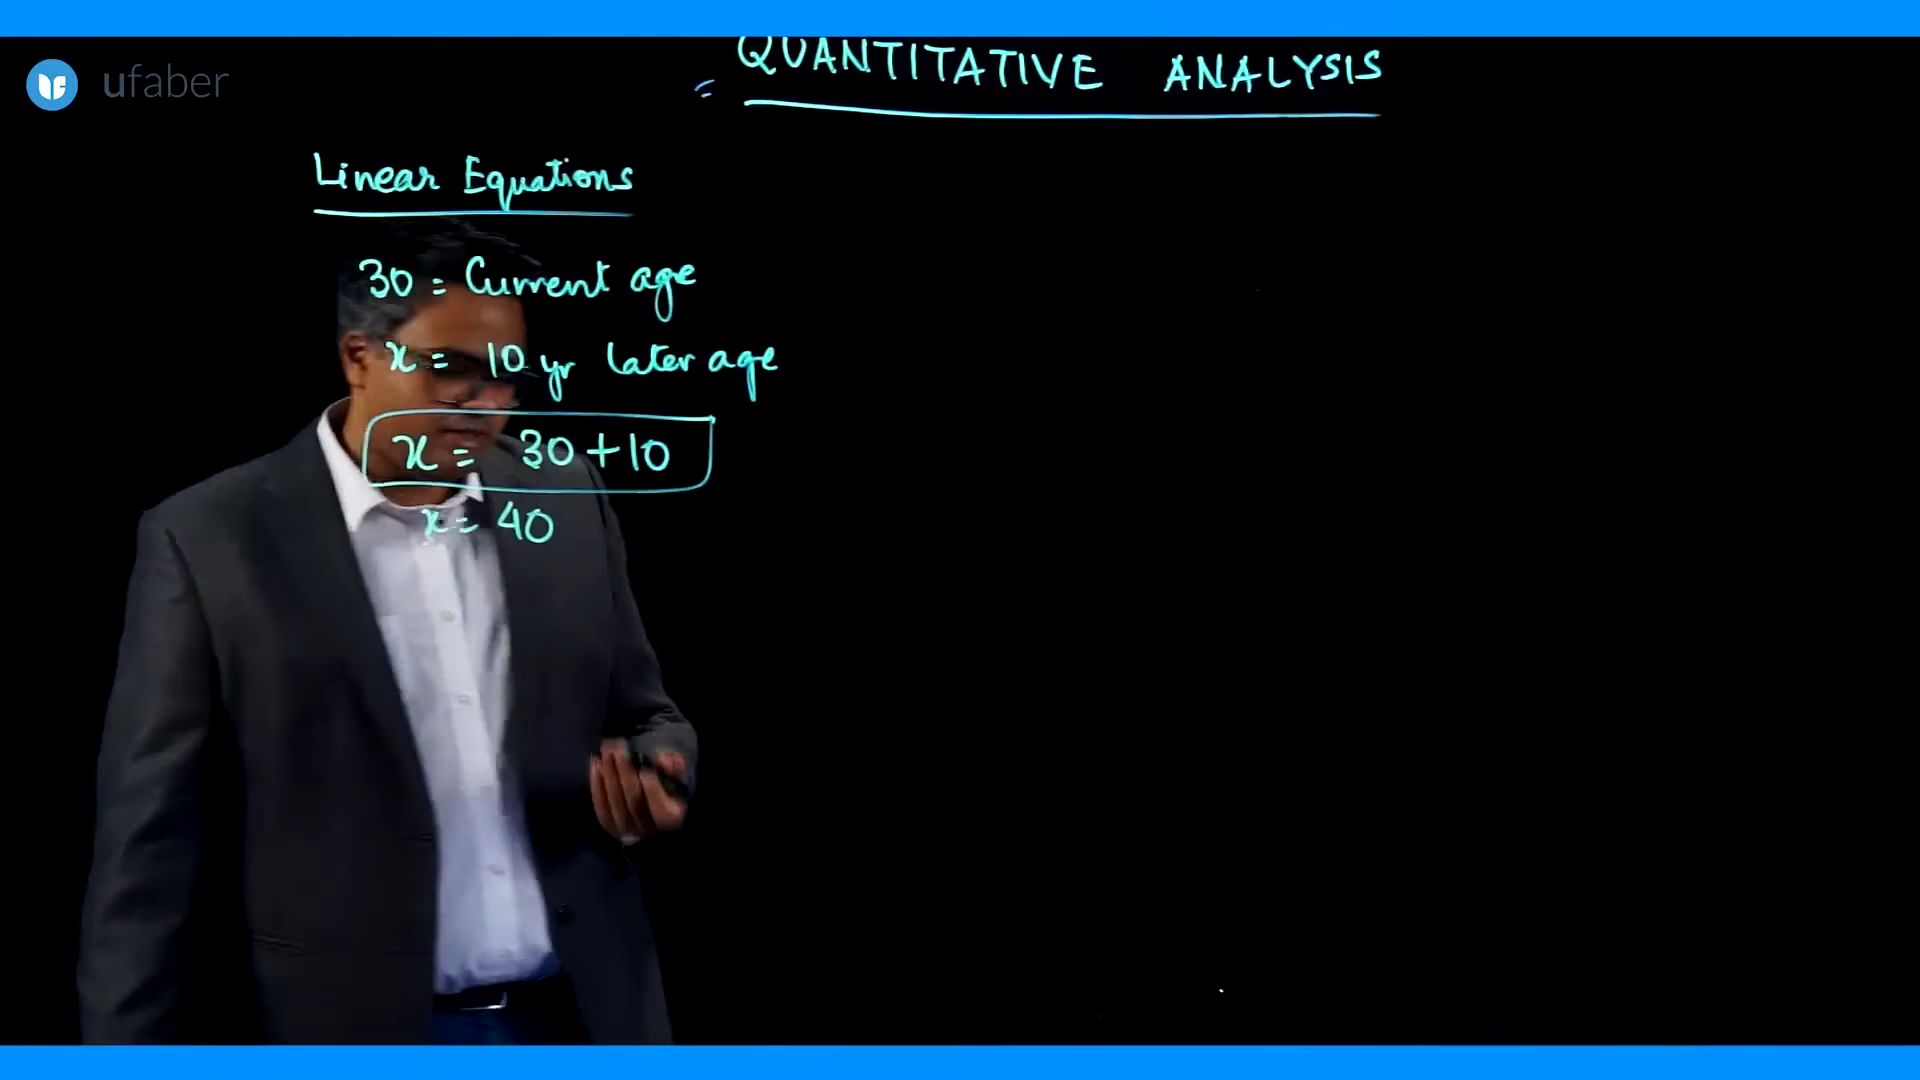 QUANTITATIVE ANALYSIS
ufaber
Linear Equations
30 = Current age
x = 10 yr later age
x = 30+10
x = 40